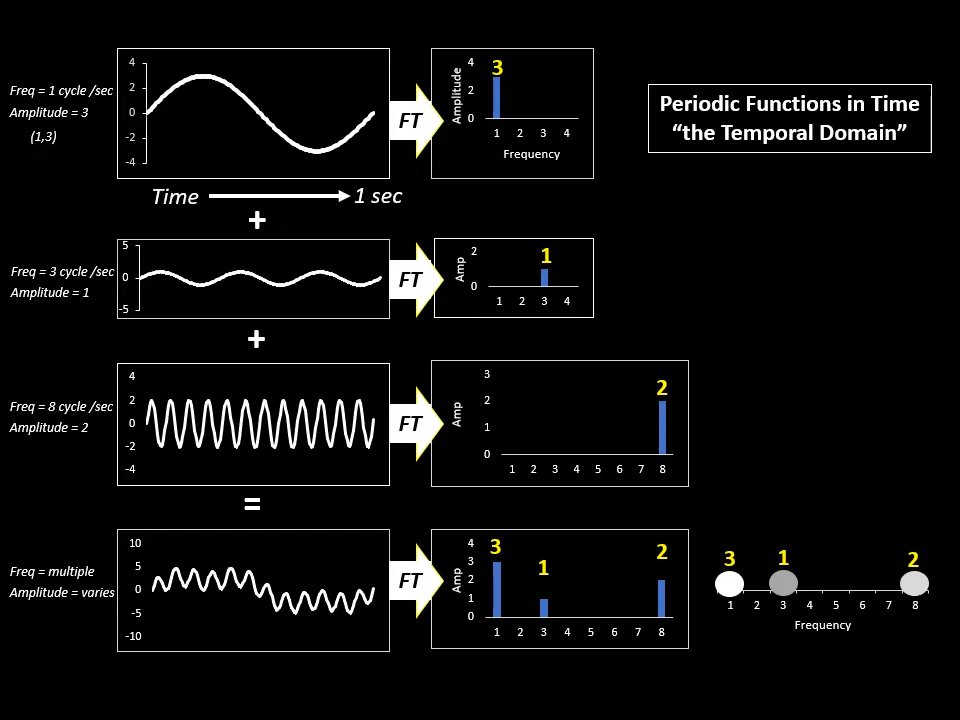 Periodic Functions in Time
“the Temporal Domain”
Freq = 1 cycle /sec
Amplitude = 3
(1,3)
4
2
0
-2
-4
FT
Amplitude
4
2
0
3
1 2 3 4
Frequency
Time
1 sec
+
Freq = 3 cycle /sec
Amplitude = 1
5
0
-5
FT
Amp
2
0
1
1 2 3 4
+
Freq = 8 cycle /sec
Amplitude = 2
4
2
0
-2
-4
FT
Amp
3
2
1
0
2
1 2 3 4 5 6 7 8
=
Freq = multiple
Amplitude = varies
10
5
0
-5
-10
FT
Amp
4
3
2
1
0
3 1 2
1 2 3 4 5 6 7 8
3 1 2
1 2 3 4 5 6 7 8
Frequency